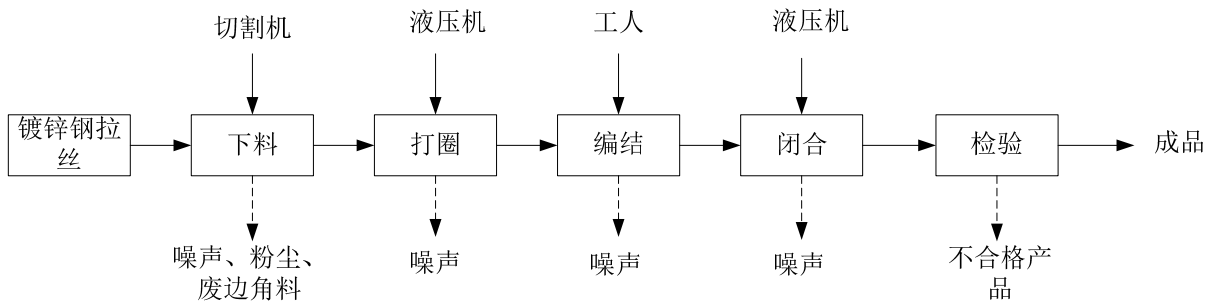 切割机
液压机
工人
液压机
镀锌钢拉
丝
下料
打圈
编结
闭合
检验
成品
噪声、粉尘、
废边角料
噪声
噪声
噪声
不合格产
品